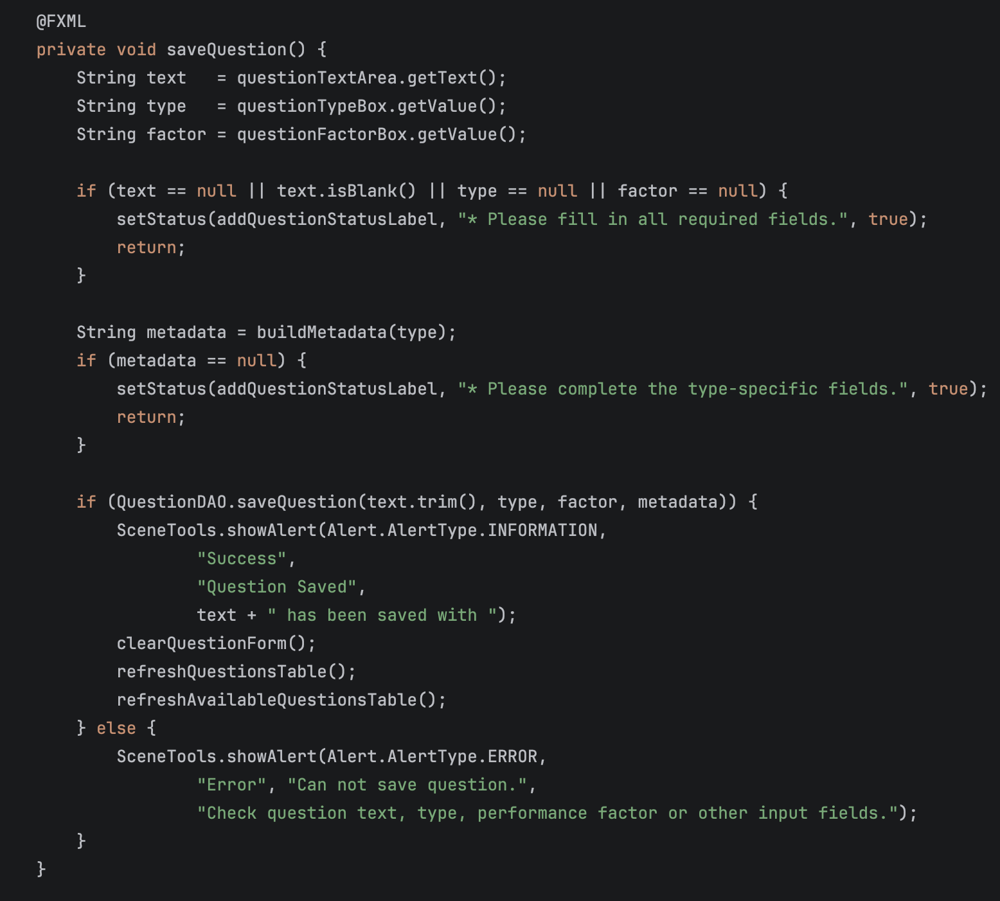 @FXML
private void saveQuestion() {
    String text   = questionTextArea.getText();
    String type   = questionTypeBox.getValue();
    String factor = questionFactorBox.getValue();

    if (text == null || text.isBlank() || type == null || factor == null) {
        setStatus(addQuestionStatusLabel, "* Please fill in all required fields.", true);
        return;
    }

    String metadata = buildMetadata(type);
    if (metadata == null) {
        setStatus(addQuestionStatusLabel, "* Please complete the type-specific fields.", true);
        return;
    }

    if (QuestionDAO.saveQuestion(text.trim(), type, factor, metadata)) {
        SceneTools.showAlert(Alert.AlertType.INFORMATION,
                "Success",
                "Question Saved",
                text + " has been saved with ");
        clearQuestionForm();
        refreshQuestionsTable();
        refreshAvailableQuestionsTable();
    } else {
        SceneTools.showAlert(Alert.AlertType.ERROR,
                "Error", "Can not save question.",
                "Check question text, type, performance factor or other input fields.");
    }
}